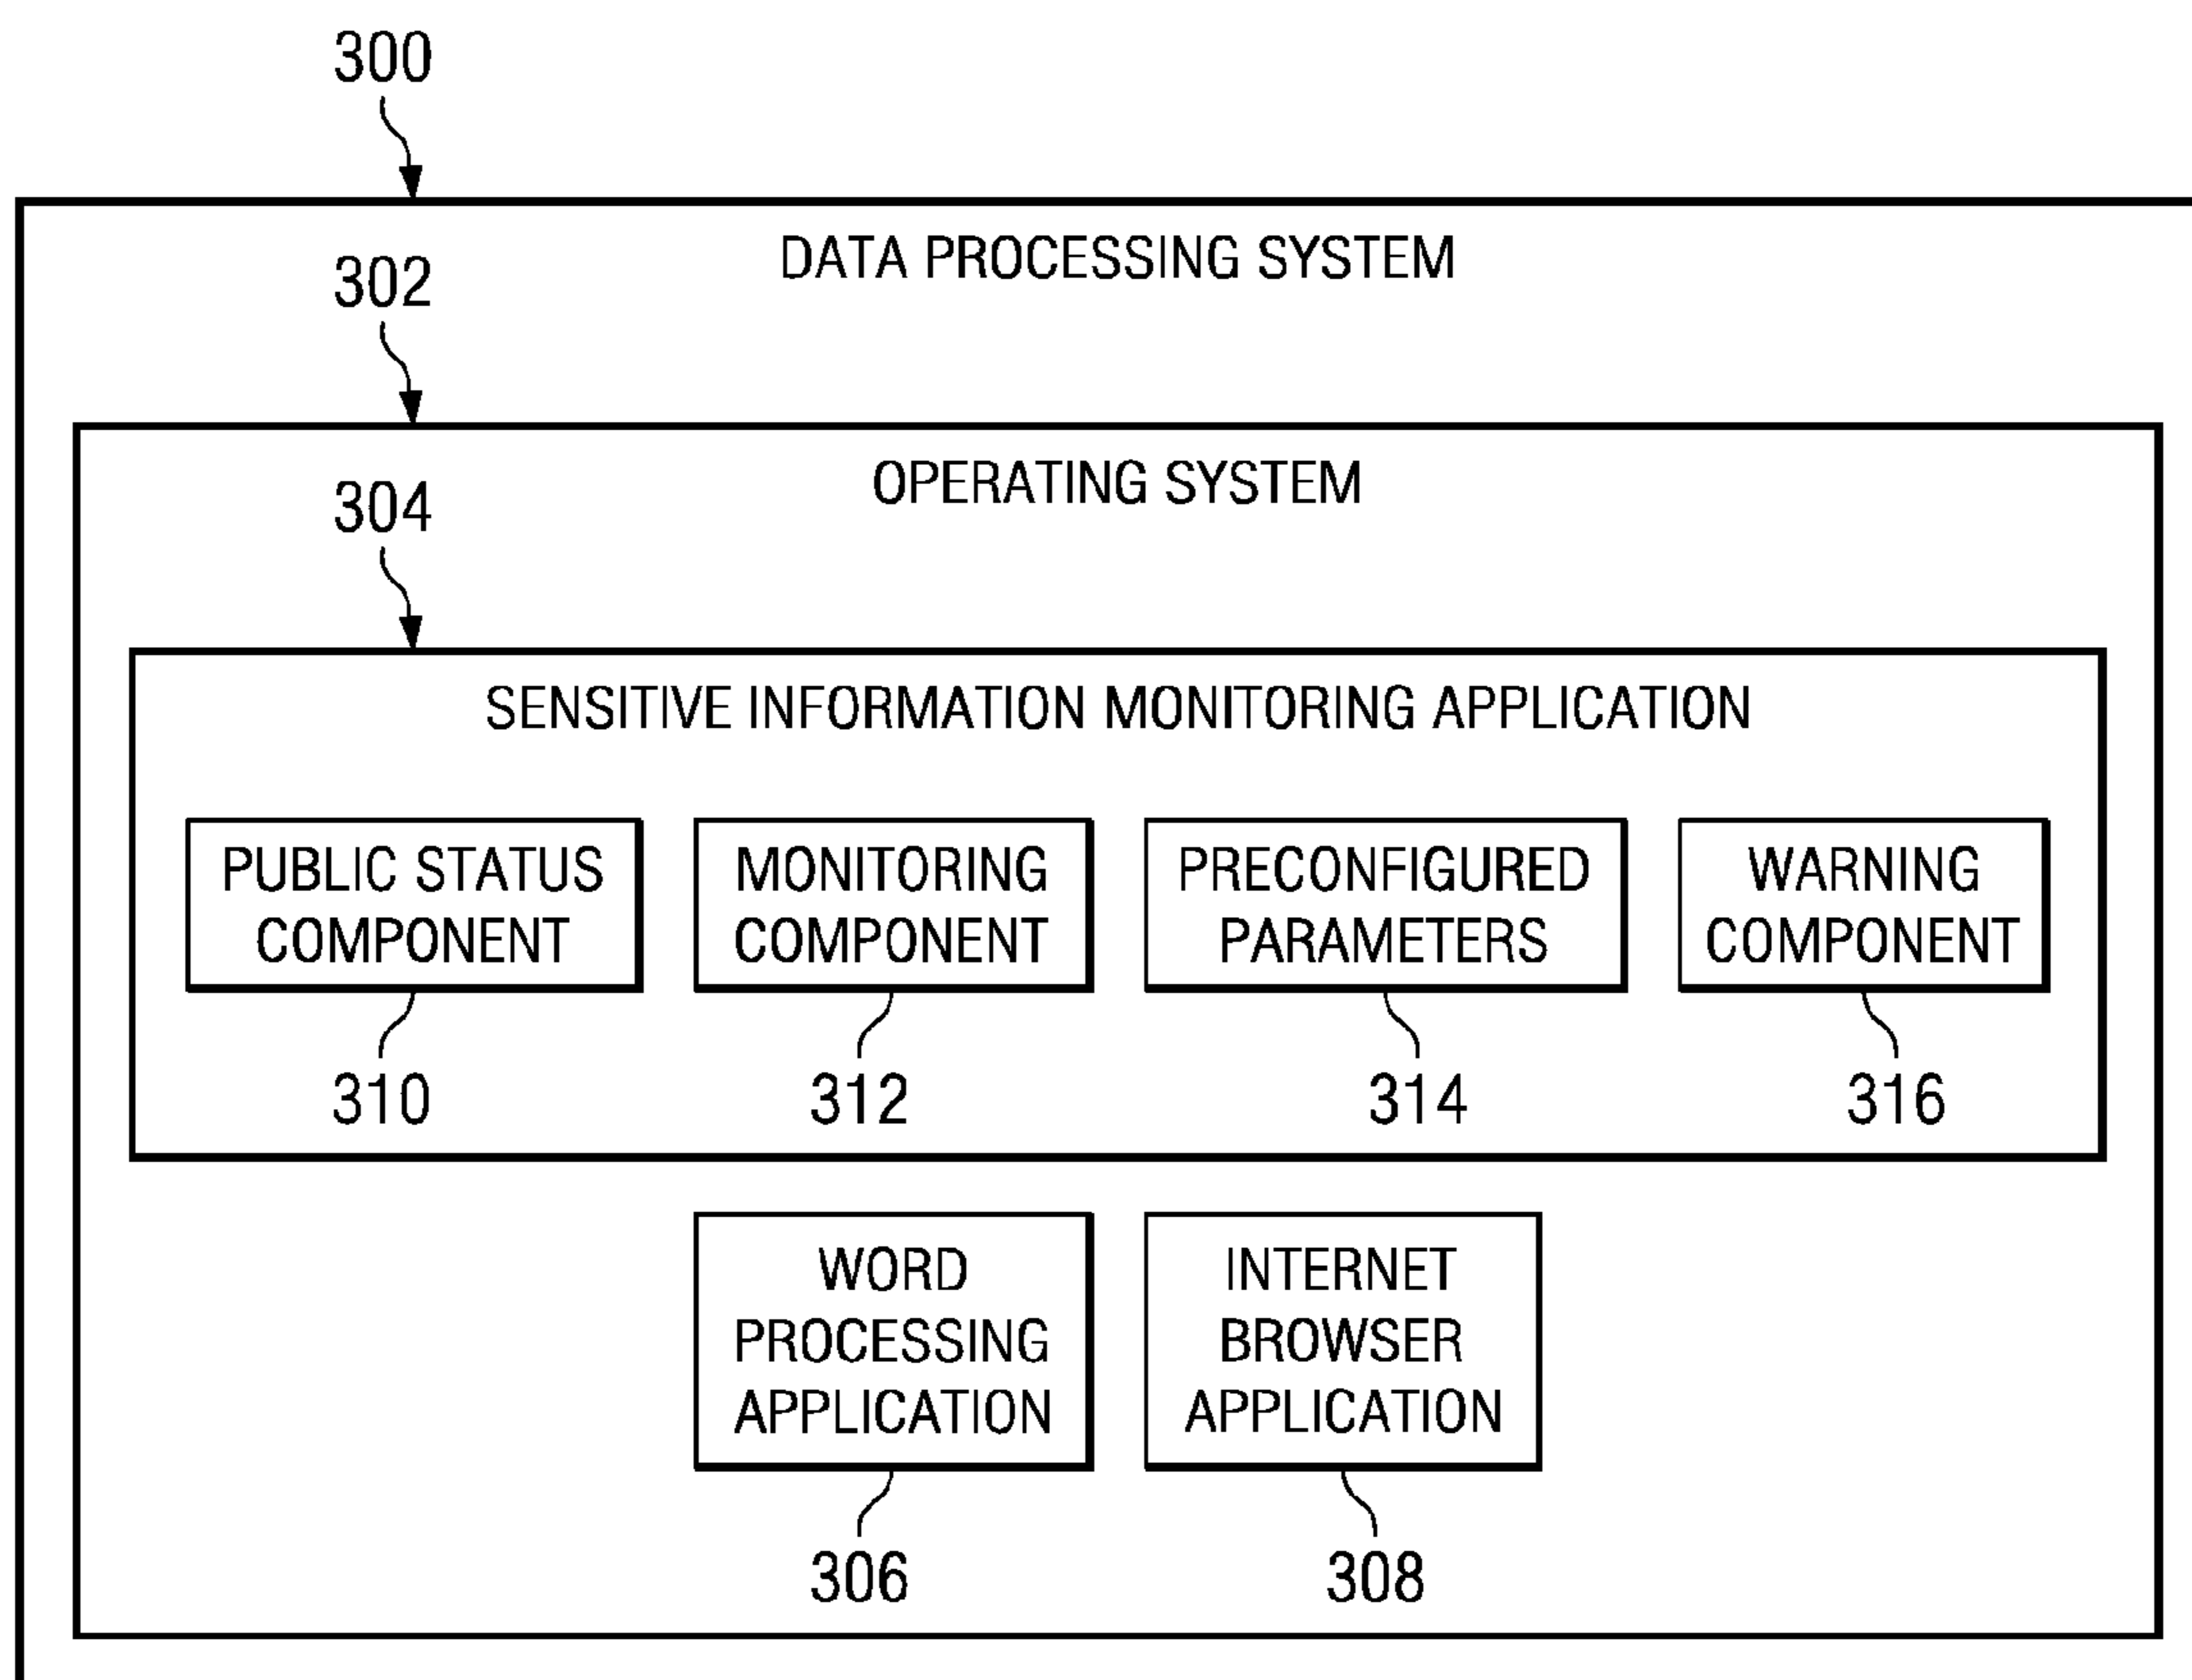 300
DATA PROCESSING SYSTEM
302
OPERATING SYSTEM
304
SENSITIVE INFORMATION MONITORING APPLICATION
PUBLIC STATUS
COMPONENT
MONITORING
COMPONENT
PRECONFIGURED
PARAMETERS
WARNING
COMPONENT
310
312
314
316
WORD
PROCESSING
APPLICATION
INTERNET
BROWSER
APPLICATION
306
308